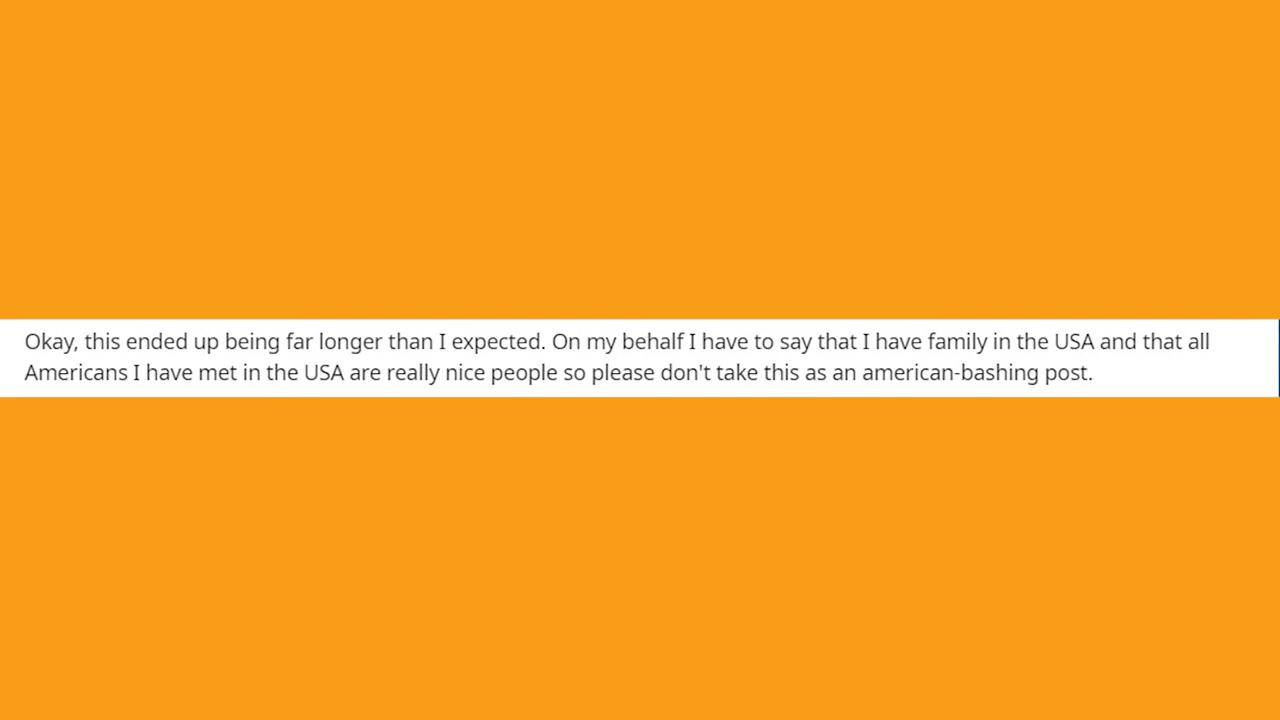 Okay, this ended up being far longer than I expected. On my behalf I have to say that I have family in the USA and that all
Americans I have met in the USA are really nice people so please don't take this as an american-bashing post.